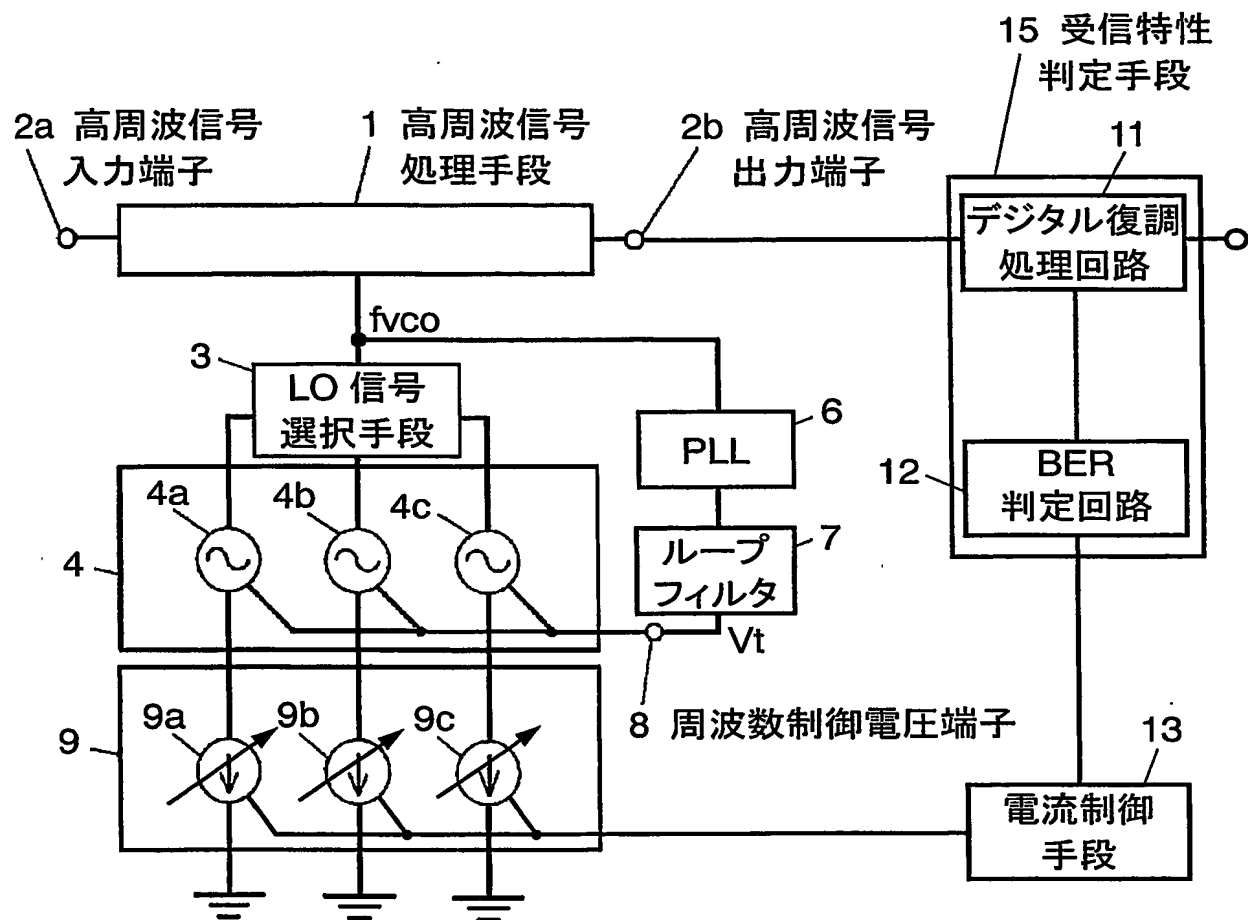 15 受信特性
判定手段
2a 高周波信号
入力端子
1 高周波信号
処理手段
2b 高周波信号
出力端子
11
デジタル復調
処理回路
fvco
3
LO 信号
選択手段
6
PLL
12
BER
判定回路
4a
4b
4c
4
7
ループ
フィルタ
Vt
8 周波数制御電圧端子
9a
9b
9c
9
13
電流制御
手段